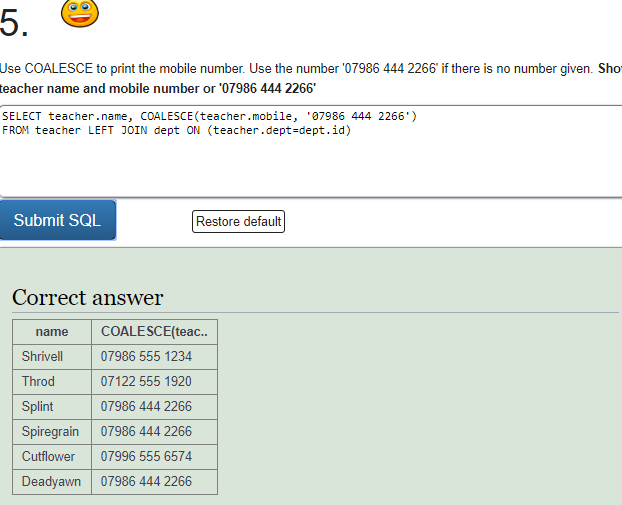 5.
Use COALESCE to print the mobile number. Use the number '07986 444 2266' if there is no number given. Sho
teacher name and mobile number or '07986 444 2266'
SELECT teacher.name, COALESCE(teacher.mobile, '07986 444 2266')
FROM teacher LEFT JOIN dept ON (teacher.dept=dept.id)
Submit SQL
Restore default
Correct answer
name COALESCE(teac..
Shrivell 07986 555 1234
Throd 07122 555 1920
Splint 07986 444 2266
Spiregrain 07986 444 2266
Cutflower 07996 555 6574
Deadyawn 07986 444 2266